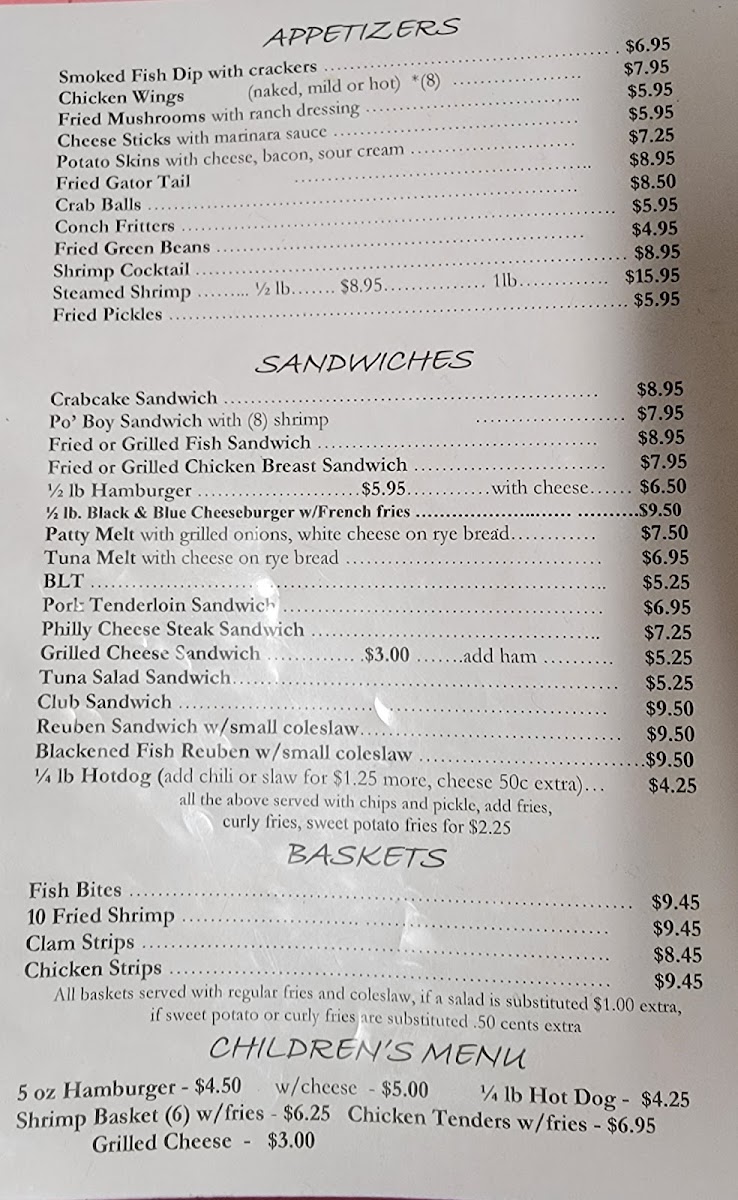 APPETIZERS
Smoked Fish Dip with crackers ........ $6.95
Chicken Wings (naked, mild or hot) *(8) ........ $7.95
Fried Mushrooms with ranch dressing ........ $5.95
Cheese Sticks with marinara sauce ........ $5.95
Potato Skins with cheese, bacon, sour cream ........ $7.25
Fried Gator Tail ........ $8.95
Crab Balls ........ $8.50
Conch Fritters ........ $5.95
Fried Green Beans ........ $4.95
Shrimp Cocktail ........ $8.95
Steamed Shrimp ........ ½ lb....... $8.95............... 1lb............. $15.95
Fried Pickles ........ $5.95
SANDWICHES
Crabcake Sandwich ........ $8.95
Po' Boy Sandwich with (8) shrimp ........ $7.95
Fried or Grilled Fish Sandwich ........ $8.95
Fried or Grilled Chicken Breast Sandwich ........ $7.95
½ lb Hamburger ........ $5.95............with cheese...... $6.50
½ lb. Black & Blue Cheeseburger w/French fries ........ $9.50
Patty Melt with grilled onions, white cheese on rye bread............ $7.50
Tuna Melt with cheese on rye bread ........ $6.95
BLT ........ $5.25
Pork Tenderloin Sandwich ........ $6.95
Philly Cheese Steak Sandwich ........ $7.25
Grilled Cheese Sandwich ........ $3.00 .......add ham .......... $5.25
Tuna Salad Sandwich........ $5.25
Club Sandwich ........ $9.50
Reuben Sandwich w/small coleslaw........ $9.50
Blackened Fish Reuben w/small coleslaw ........ $9.50
¼ lb Hotdog (add chili or slaw for $1.25 more, cheese 50c extra)... $4.25
all the above served with chips and pickle, add fries,
curly fries, sweet potato fries for $2.25
BASKETS
Fish Bites ........ $9.45
10 Fried Shrimp ........ $9.45
Clam Strips ........ $8.45
Chicken Strips ........ $9.45
All baskets served with regular fries and coleslaw, if a salad is substituted $1.00 extra,
if sweet potato or curly fries are substituted .50 cents extra
CHILDREN'S MENU
5 oz Hamburger - $4.50 w/cheese - $5.00 ¼ lb Hot Dog - $4.25
Shrimp Basket (6) w/fries - $6.25 Chicken Tenders w/fries - $6.95
Grilled Cheese - $3.00